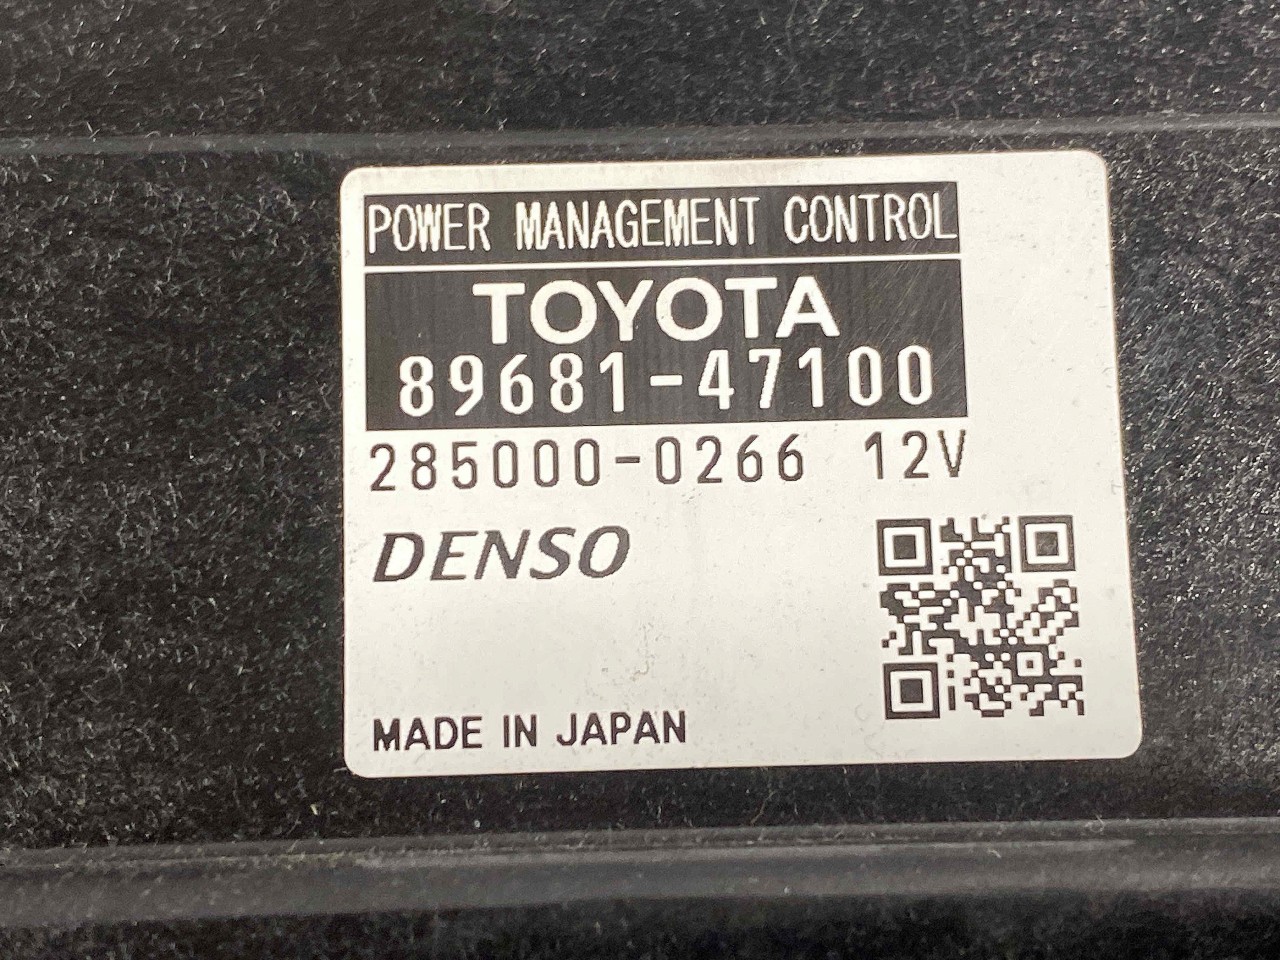 POWER MANAGEMENT CONTROL
TOYOTA
89681-47100
285000-0266 12V
DENSO
MADE IN JAPAN